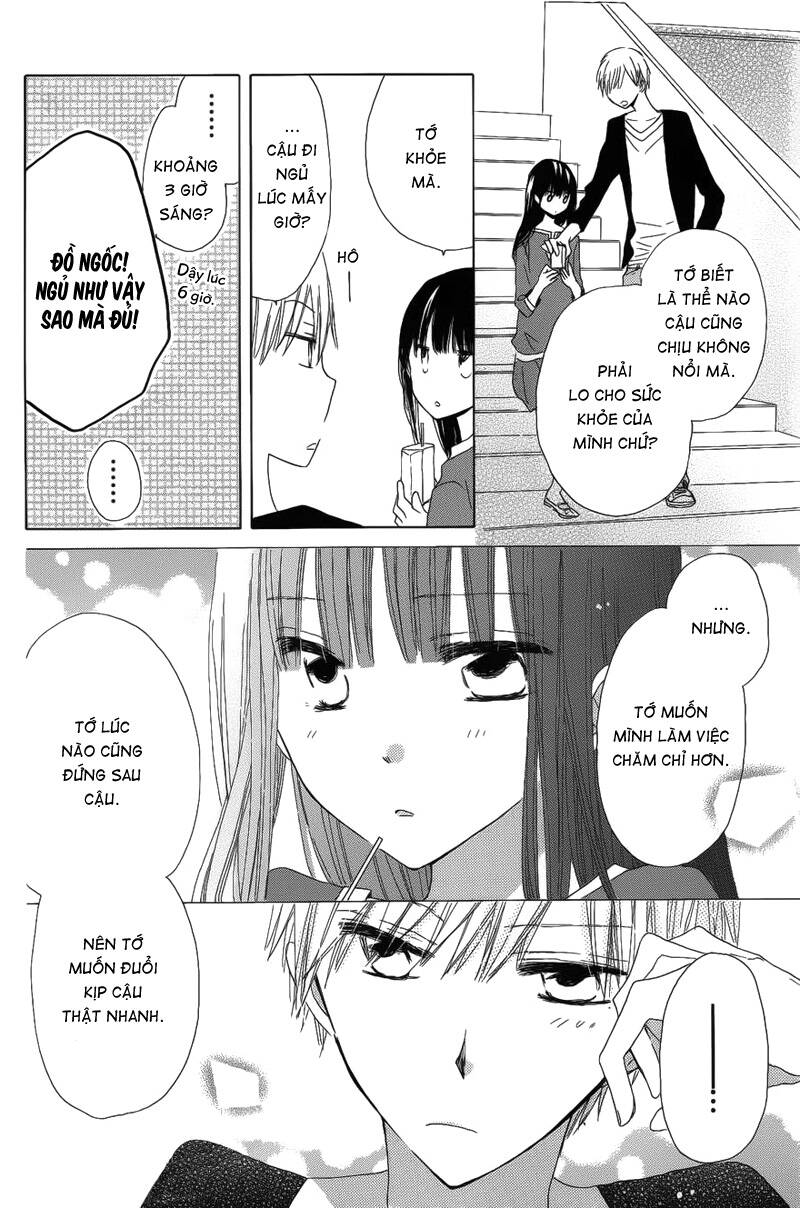 TỚ BIẾT
LÀ THỂ NÀO
CẬU CŨNG
CHỊU KHÔNG
NỔI MÀ.
PHẢI
LO CHO SỨC
KHỎE CỦA
MÌNH CHỨ?
TỚ
KHỎE
MÀ.
...
CẬU ĐI
NGỦ
LÚC MẤY
GIỜ?
HÔ
......
KHOẢNG
3 GIỜ
SÁNG?
Dậy lúc
6 giờ.
ĐỒ NGỐC!
NGỦ NHƯ VẬY
SAO MÀ ĐỦ!
......
...
NHƯNG.
TỚ MUỐN
MÌNH LÀM VIỆC
CHĂM CHỈ HƠN.
TỚ LÚC
NÀO CŨNG
ĐỨNG SAU
CẬU.
NÊN TỚ
MUỐN ĐUỔI
KỊP CẬU
THẬT NHANH.
—...